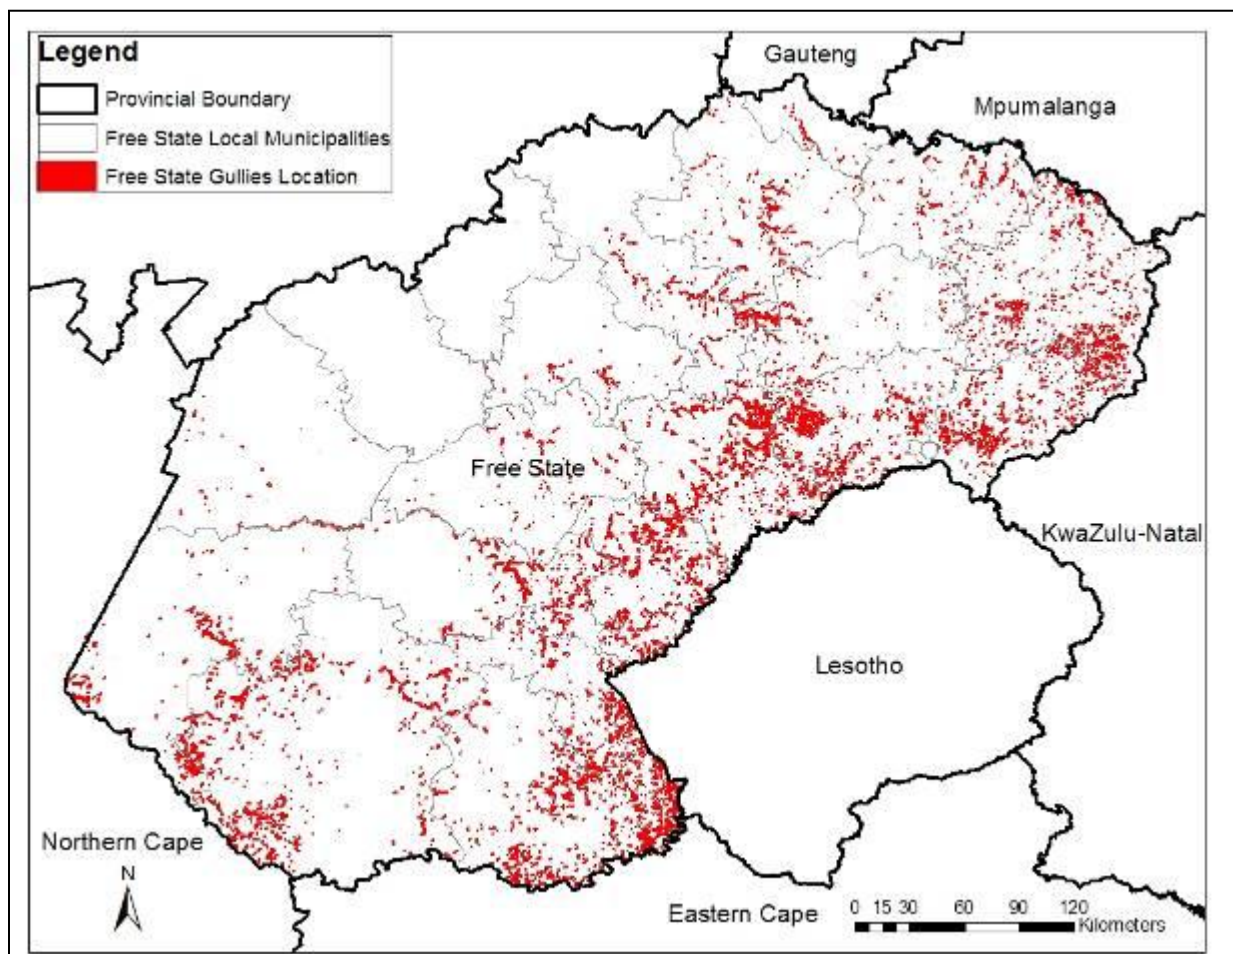 Legend
Provincial Boundary
Free State Local Municipalities
Free State Gullies Location
Gauteng
Mpumalanga
Free State
KwaZulu-Natal
Lesotho
Northern Cape
N
Eastern Cape
0 15 30 60 90 120
Kilometers